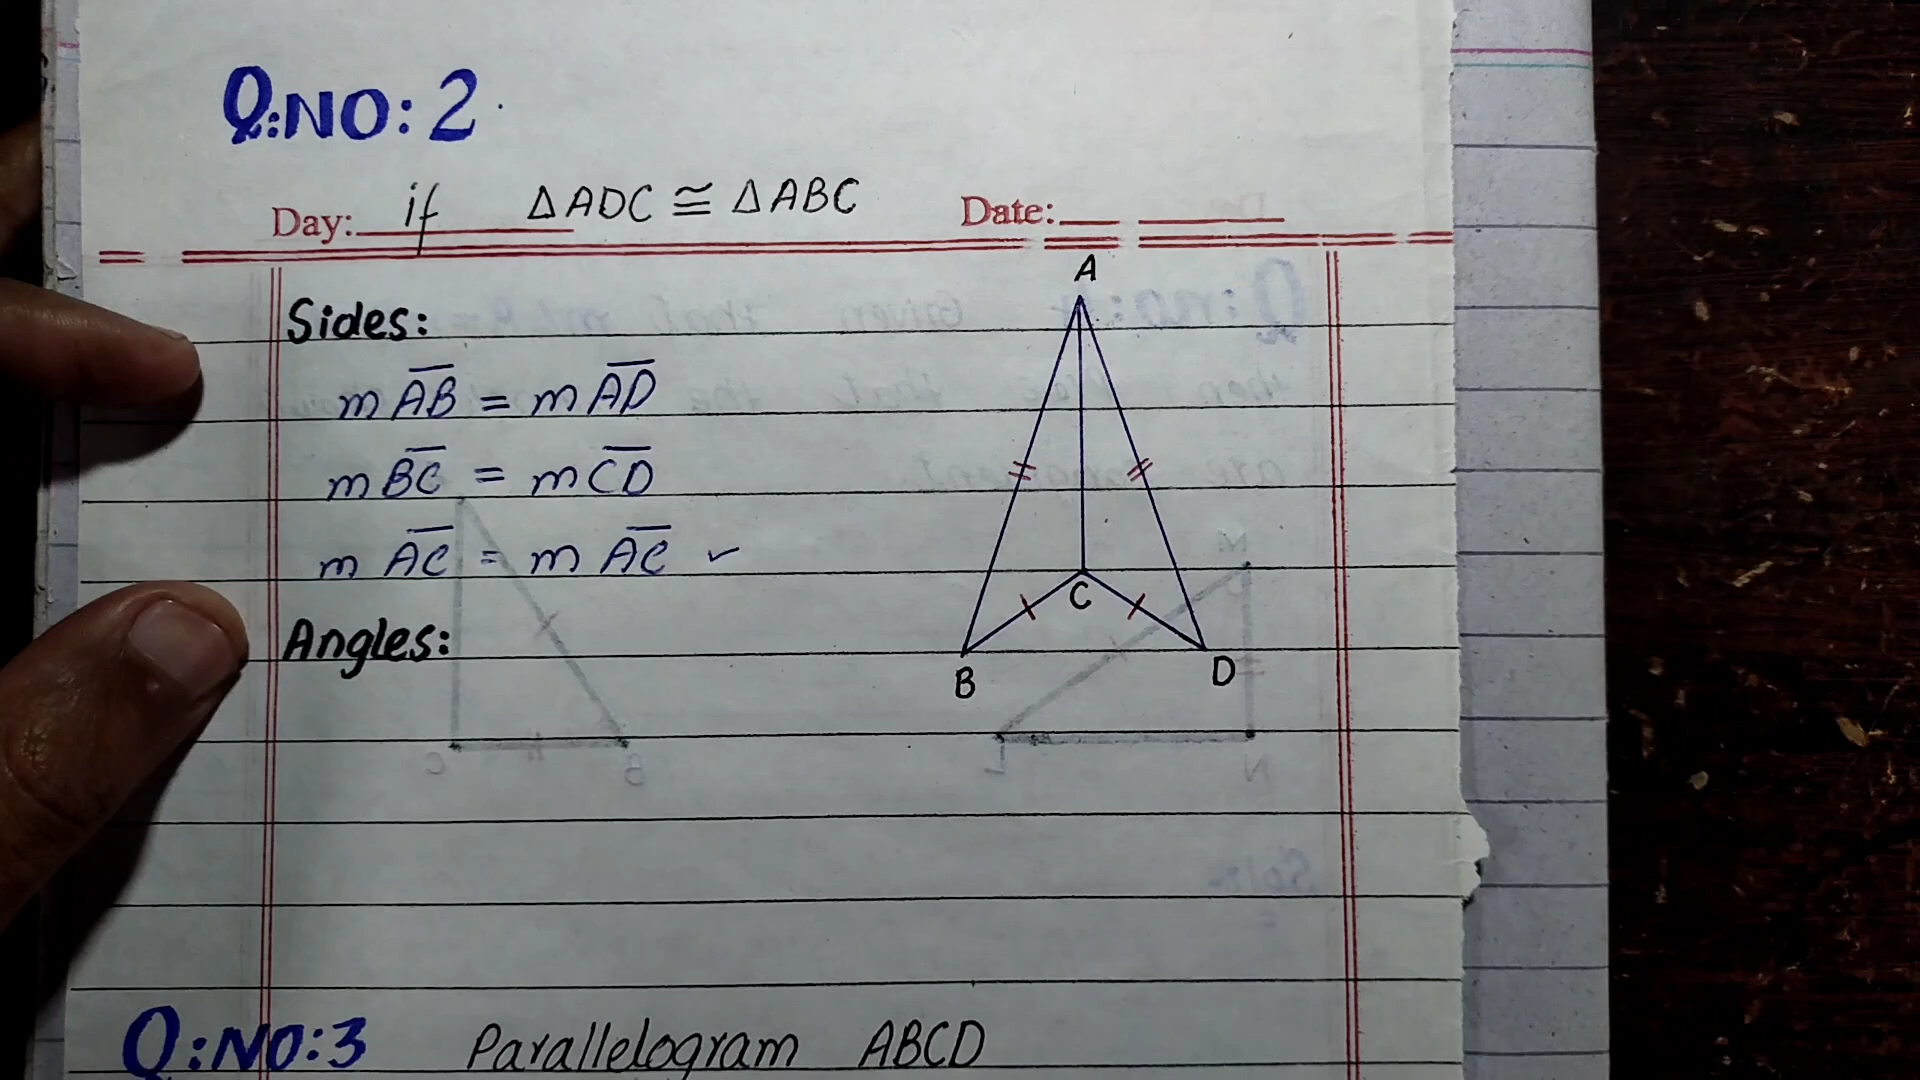 Q:NO: 2
Day: if ΔADC ≅ ΔABC Date:
Sides:
mAB = mAD
mBC = mCD
mAC = mAC ✓
Angles:
A
C
B
D
Q:NO:3 Parallelogram ABCD